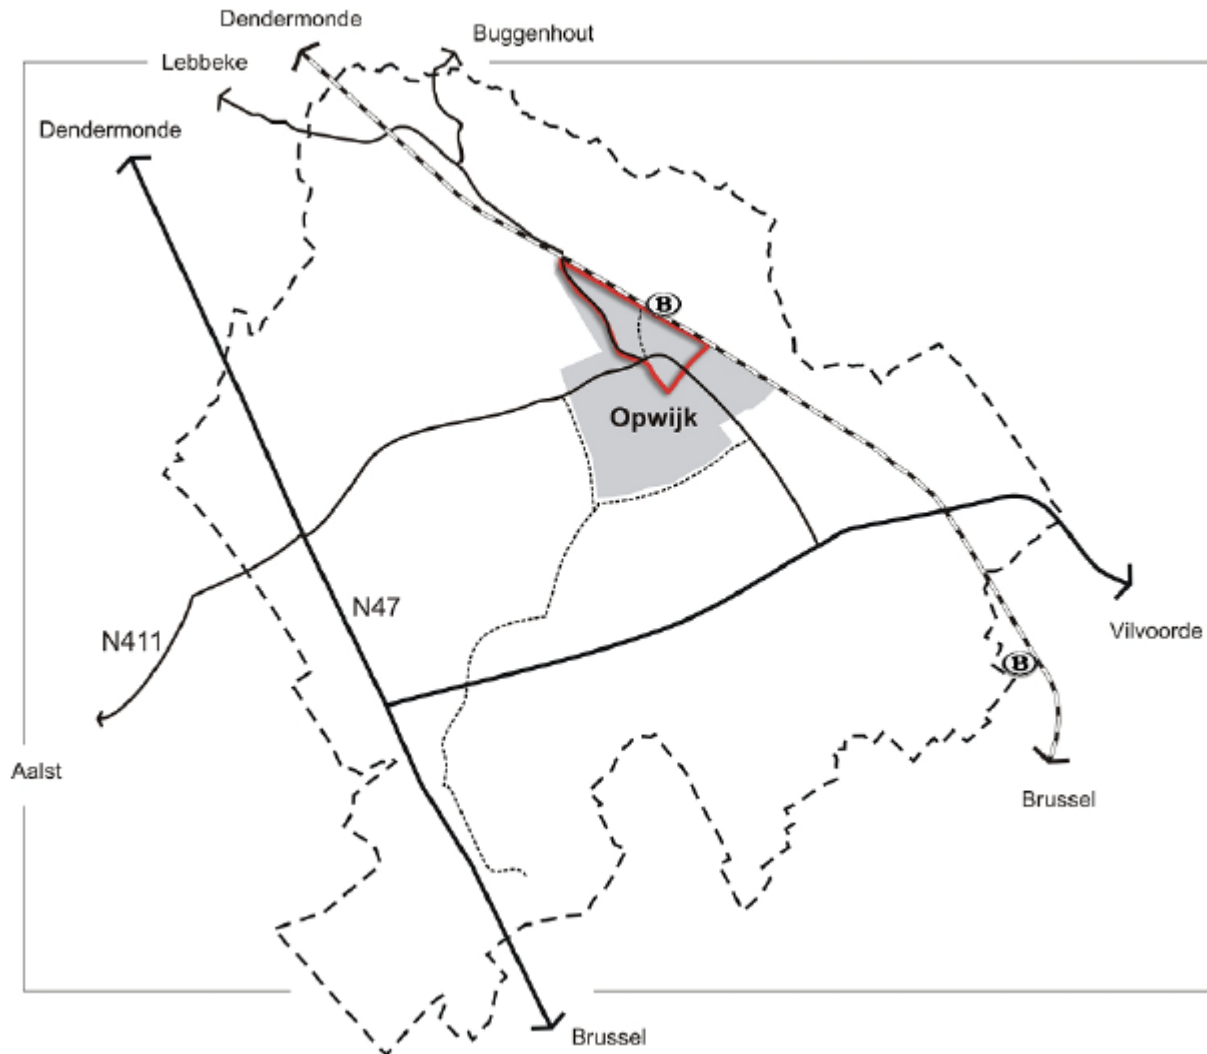 Dendermonde
Buggenhout
Lebbeke
Dendermonde
B
Opwijk
N47
N411
Vilvoorde
B
Aalst
Brussel
Brussel